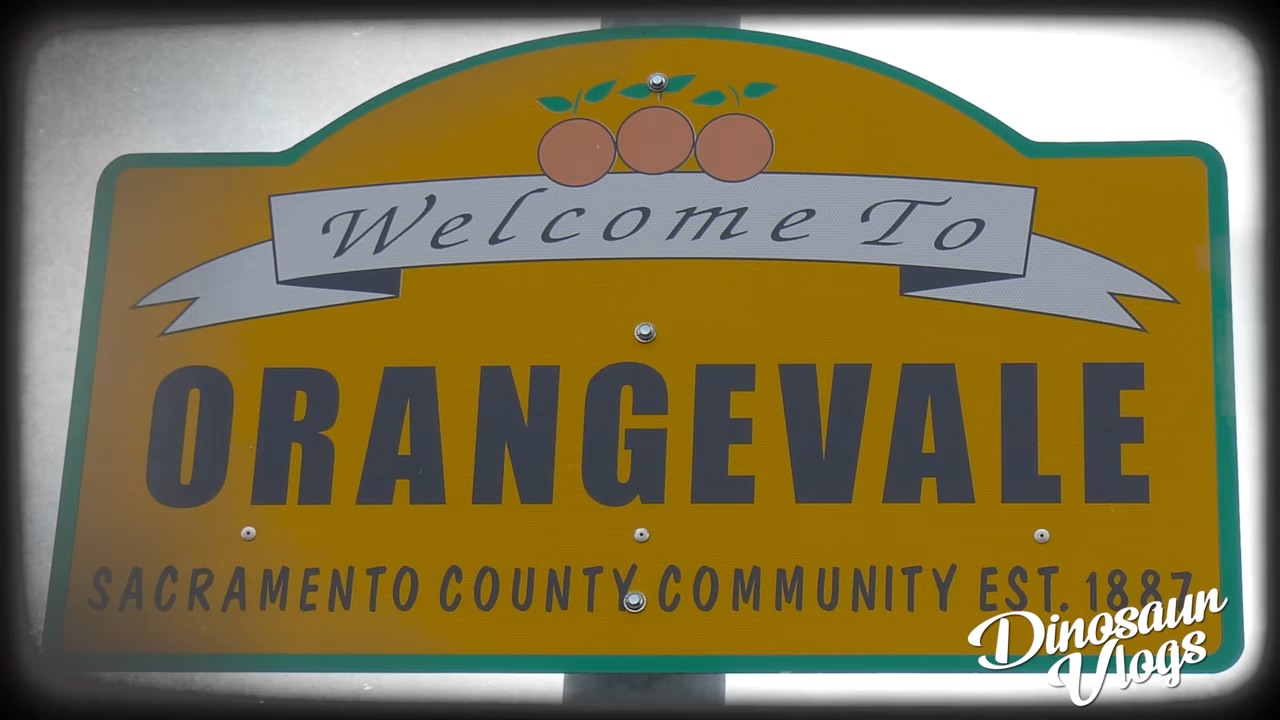 Welcome To
ORANGEVALE
SACRAMENTO COUNTY COMMUNITY EST. 1887
Dinosaur
Vlogs